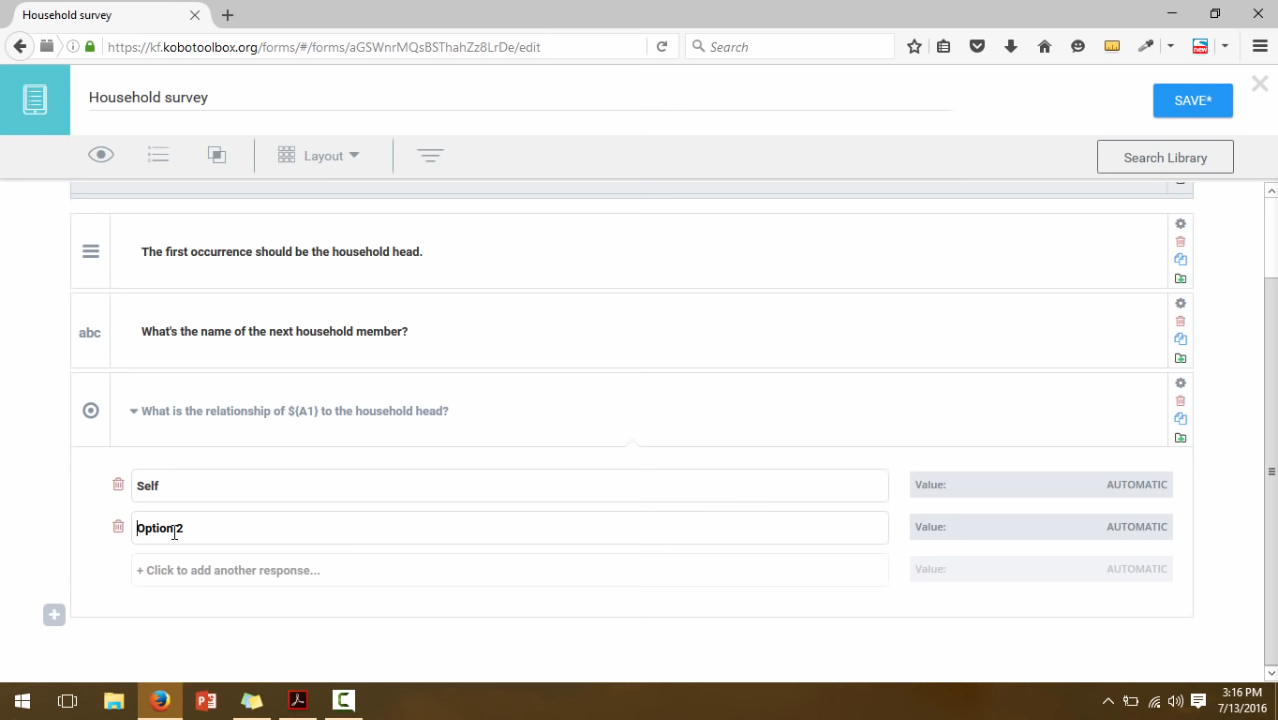 Household survey
https://kf.kobotoolbox.org/forms/#/forms/aGSWnrMQsBSThahZz8LrDe/edit
Search
new
Household survey
SAVE*
Layout
Search Library
The first occurrence should be the household head.
abc
What's the name of the next household member?
What is the relationship of ${A1} to the household head?
Self
Value: AUTOMATIC
Option 2
Value: AUTOMATIC
+ Click to add another response...
Value: AUTOMATIC
3:16 PM
7/13/2016